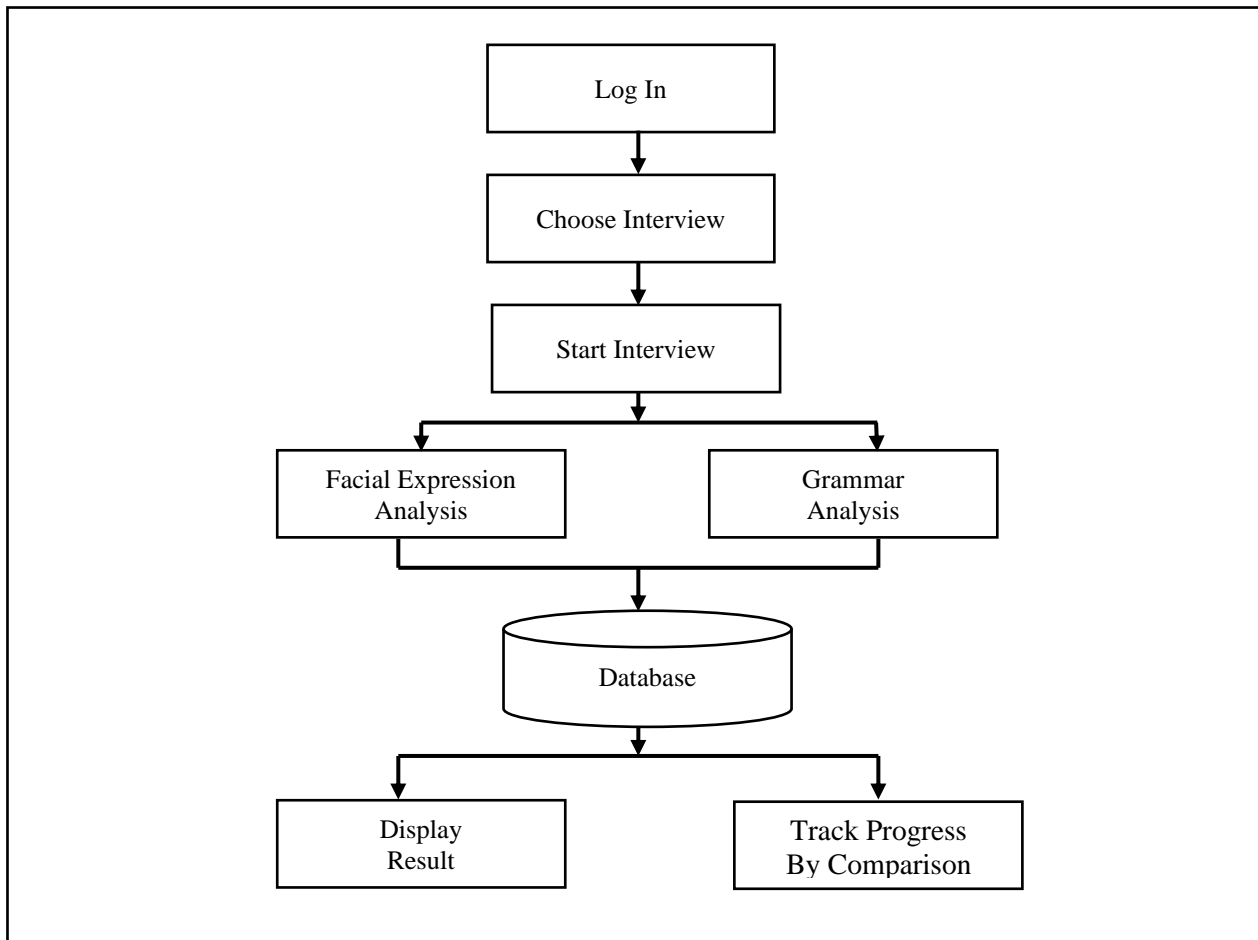 Log In
Choose Interview
Start Interview
Facial Expression
Analysis
Grammar
Analysis
Database
Display
Result
Track Progress
By Comparison